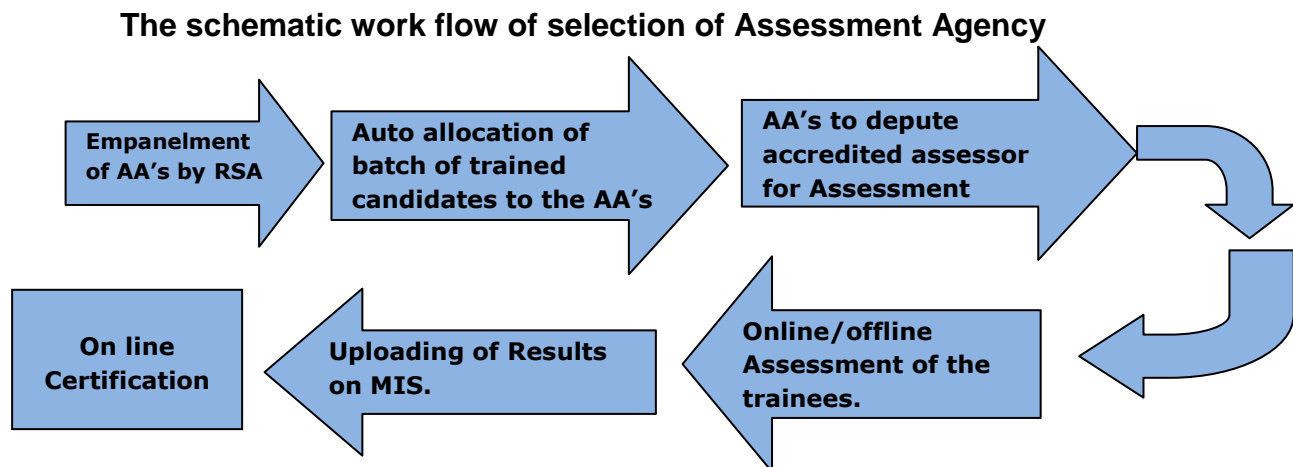 The schematic work flow of selection of Assessment Agency
Empanelment
of AA's by RSA
Auto allocation of
batch of trained
candidates to the AA's
AA's to depute
accredited assessor
for Assessment
Online/offline
Assessment of the
trainees.
Uploading of Results
on MIS.
On line
Certification